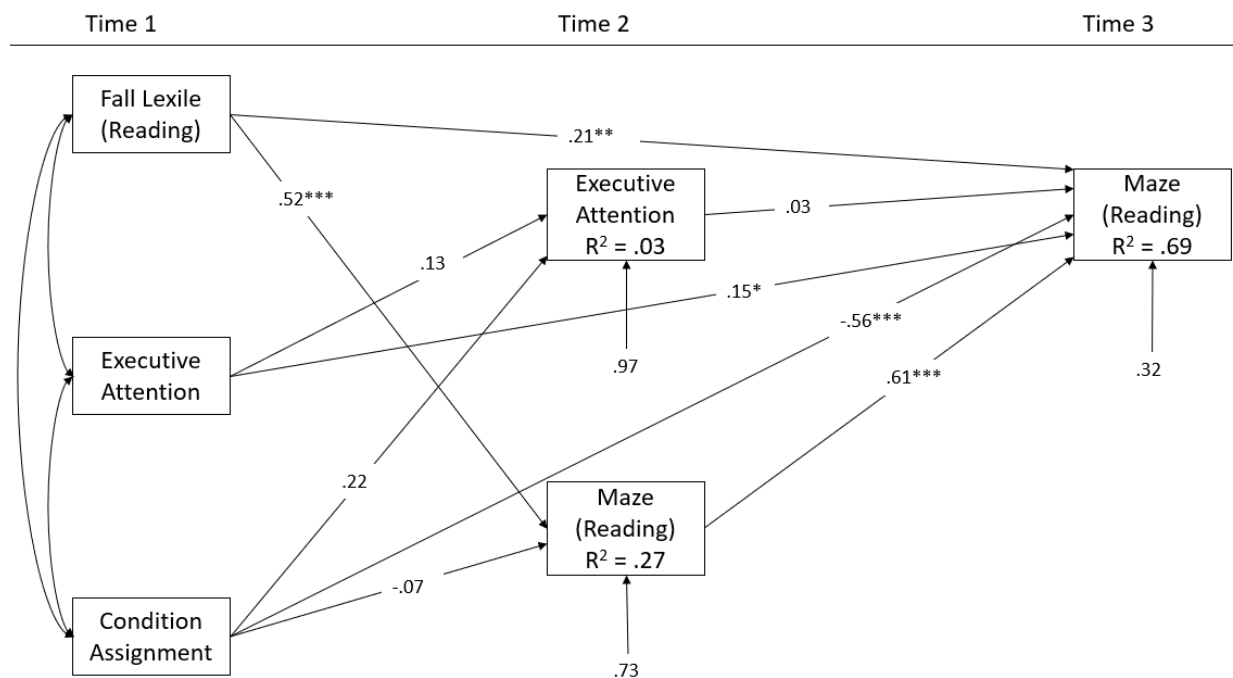 Time 1
Time 2
Time 3
Fall Lexile
(Reading)
.21**
.52***
Executive
Attention
R² = .03
.03
Maze
(Reading)
R² = .69
.13
.15*
-.56***
Executive
Attention
.97
.61***
.32
.22
Maze
(Reading)
R² = .27
-.07
Condition
Assignment
.73